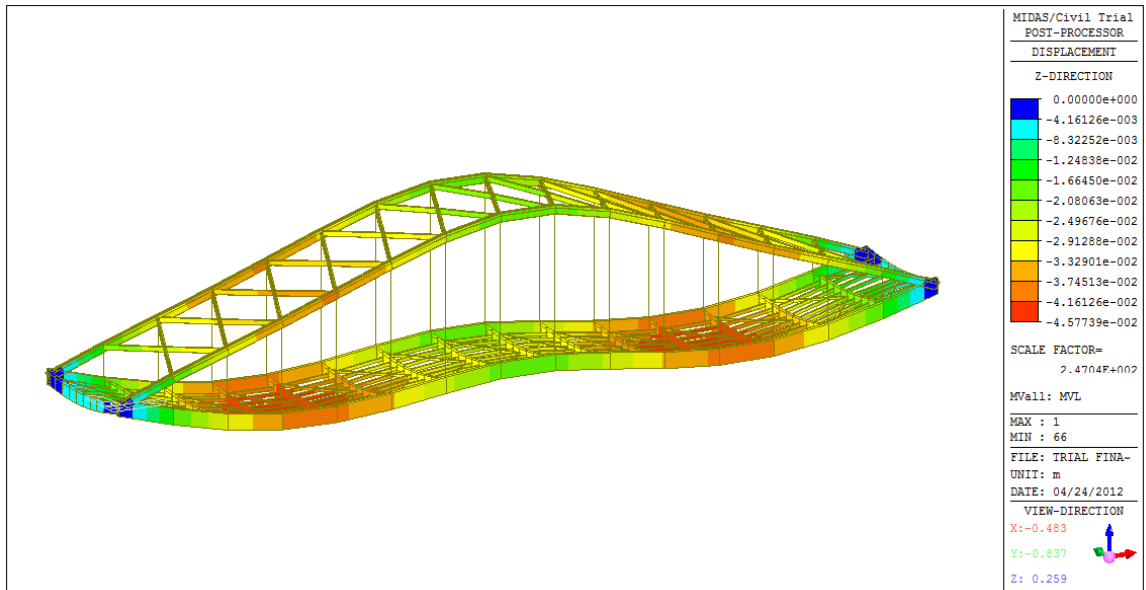 MIDAS/Civil Trial
POST-PROCESSOR
DISPLACEMENT
Z-DIRECTION
0.00000e+000
-4.16126e-003
-8.32252e-003
-1.24838e-002
-1.66450e-002
-2.08063e-002
-2.49676e-002
-2.91288e-002
-3.32901e-002
-3.74513e-002
-4.16126e-002
-4.57739e-002
SCALE FACTOR=
2.4704E+002
MVall: MVL
MAX : 1
MIN : 66
FILE: TRIAL FINA~
UNIT: m
DATE: 04/24/2012
VIEW-DIRECTION
X:-0.483
Y:-0.837
Z: 0.259